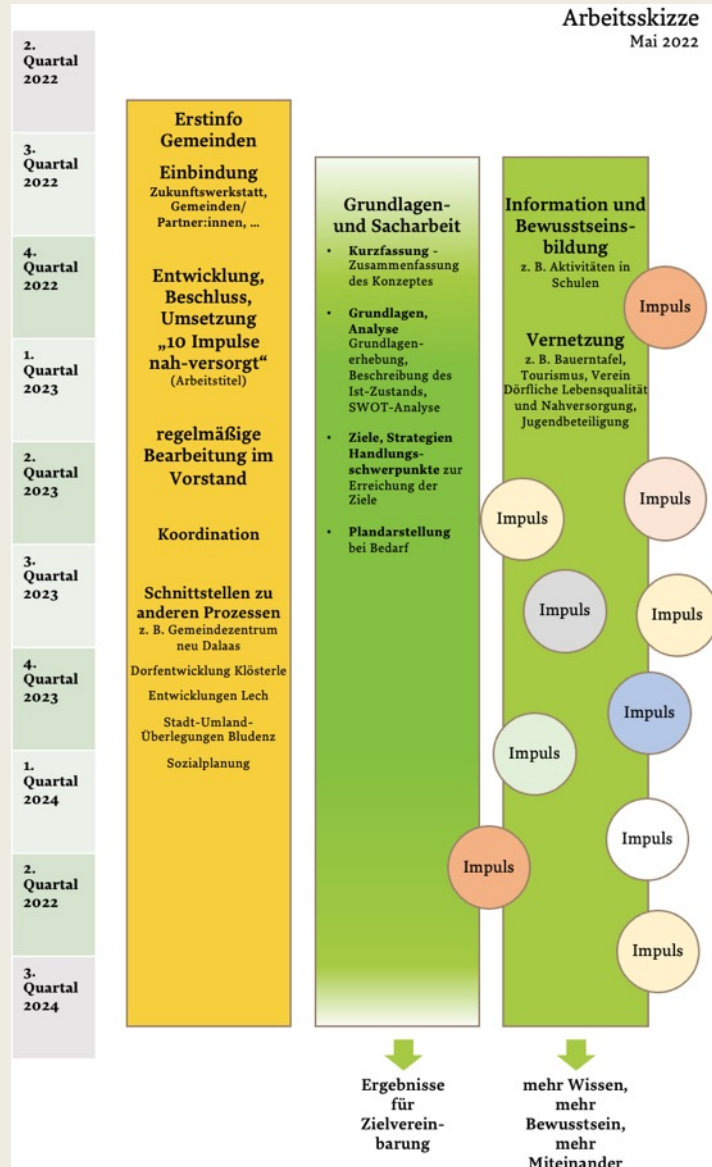 Arbeitsskizze
Mai 2022
2.
Quartal
2022
3.
Quartal
2022
4.
Quartal
2022
1.
Quartal
2023
2.
Quartal
2023
3.
Quartal
2023
4.
Quartal
2023
1.
Quartal
2024
2.
Quartal
2022
3.
Quartal
2024
Erstinfo
Gemeinden
Einbindung
Zukunftswerkstatt,
Gemeinden/
Partner:innen, ...
Entwicklung,
Beschluss,
Umsetzung
„10 Impulse
nah-versorgt“
(Arbeitstitel)
regelmäßige
Bearbeitung im
Vorstand
Koordination
Schnittstellen zu
anderen Prozessen
z. B. Gemeindezentrum
neu Dalaas
Dorfentwicklung Klösterle
Entwicklungen Lech
Stadt-Umland-
Überlegungen Bludenz
Sozialplanung
Grundlagen-
und Sacharbeit
• Kurzfassung -
Zusammenfassung
des Konzeptes
• Grundlagen,
Analyse
Grundlagen-
erhebung,
Beschreibung des
Ist-Zustands,
SWOT-Analyse
• Ziele, Strategien
Handlungs-
schwerpunkte zur
Erreichung der
Ziele
• Plandarstellung
bei Bedarf
Ergebnisse
für
Zielverein-
barung
Information und
Bewusstseins-
bildung
z. B. Aktivitäten in
Schulen
Vernetzung
z. B. Bauerntafel,
Tourismus, Verein
Dörfliche Lebensqualität
und Nahversorgung,
Jugendbeteiligung
Impuls
Impuls
Impuls
Impuls
Impuls
Impuls
Impuls
Impuls
Impuls
Impuls
mehr Wissen,
mehr
Bewusstsein,
mehr
Miteinander